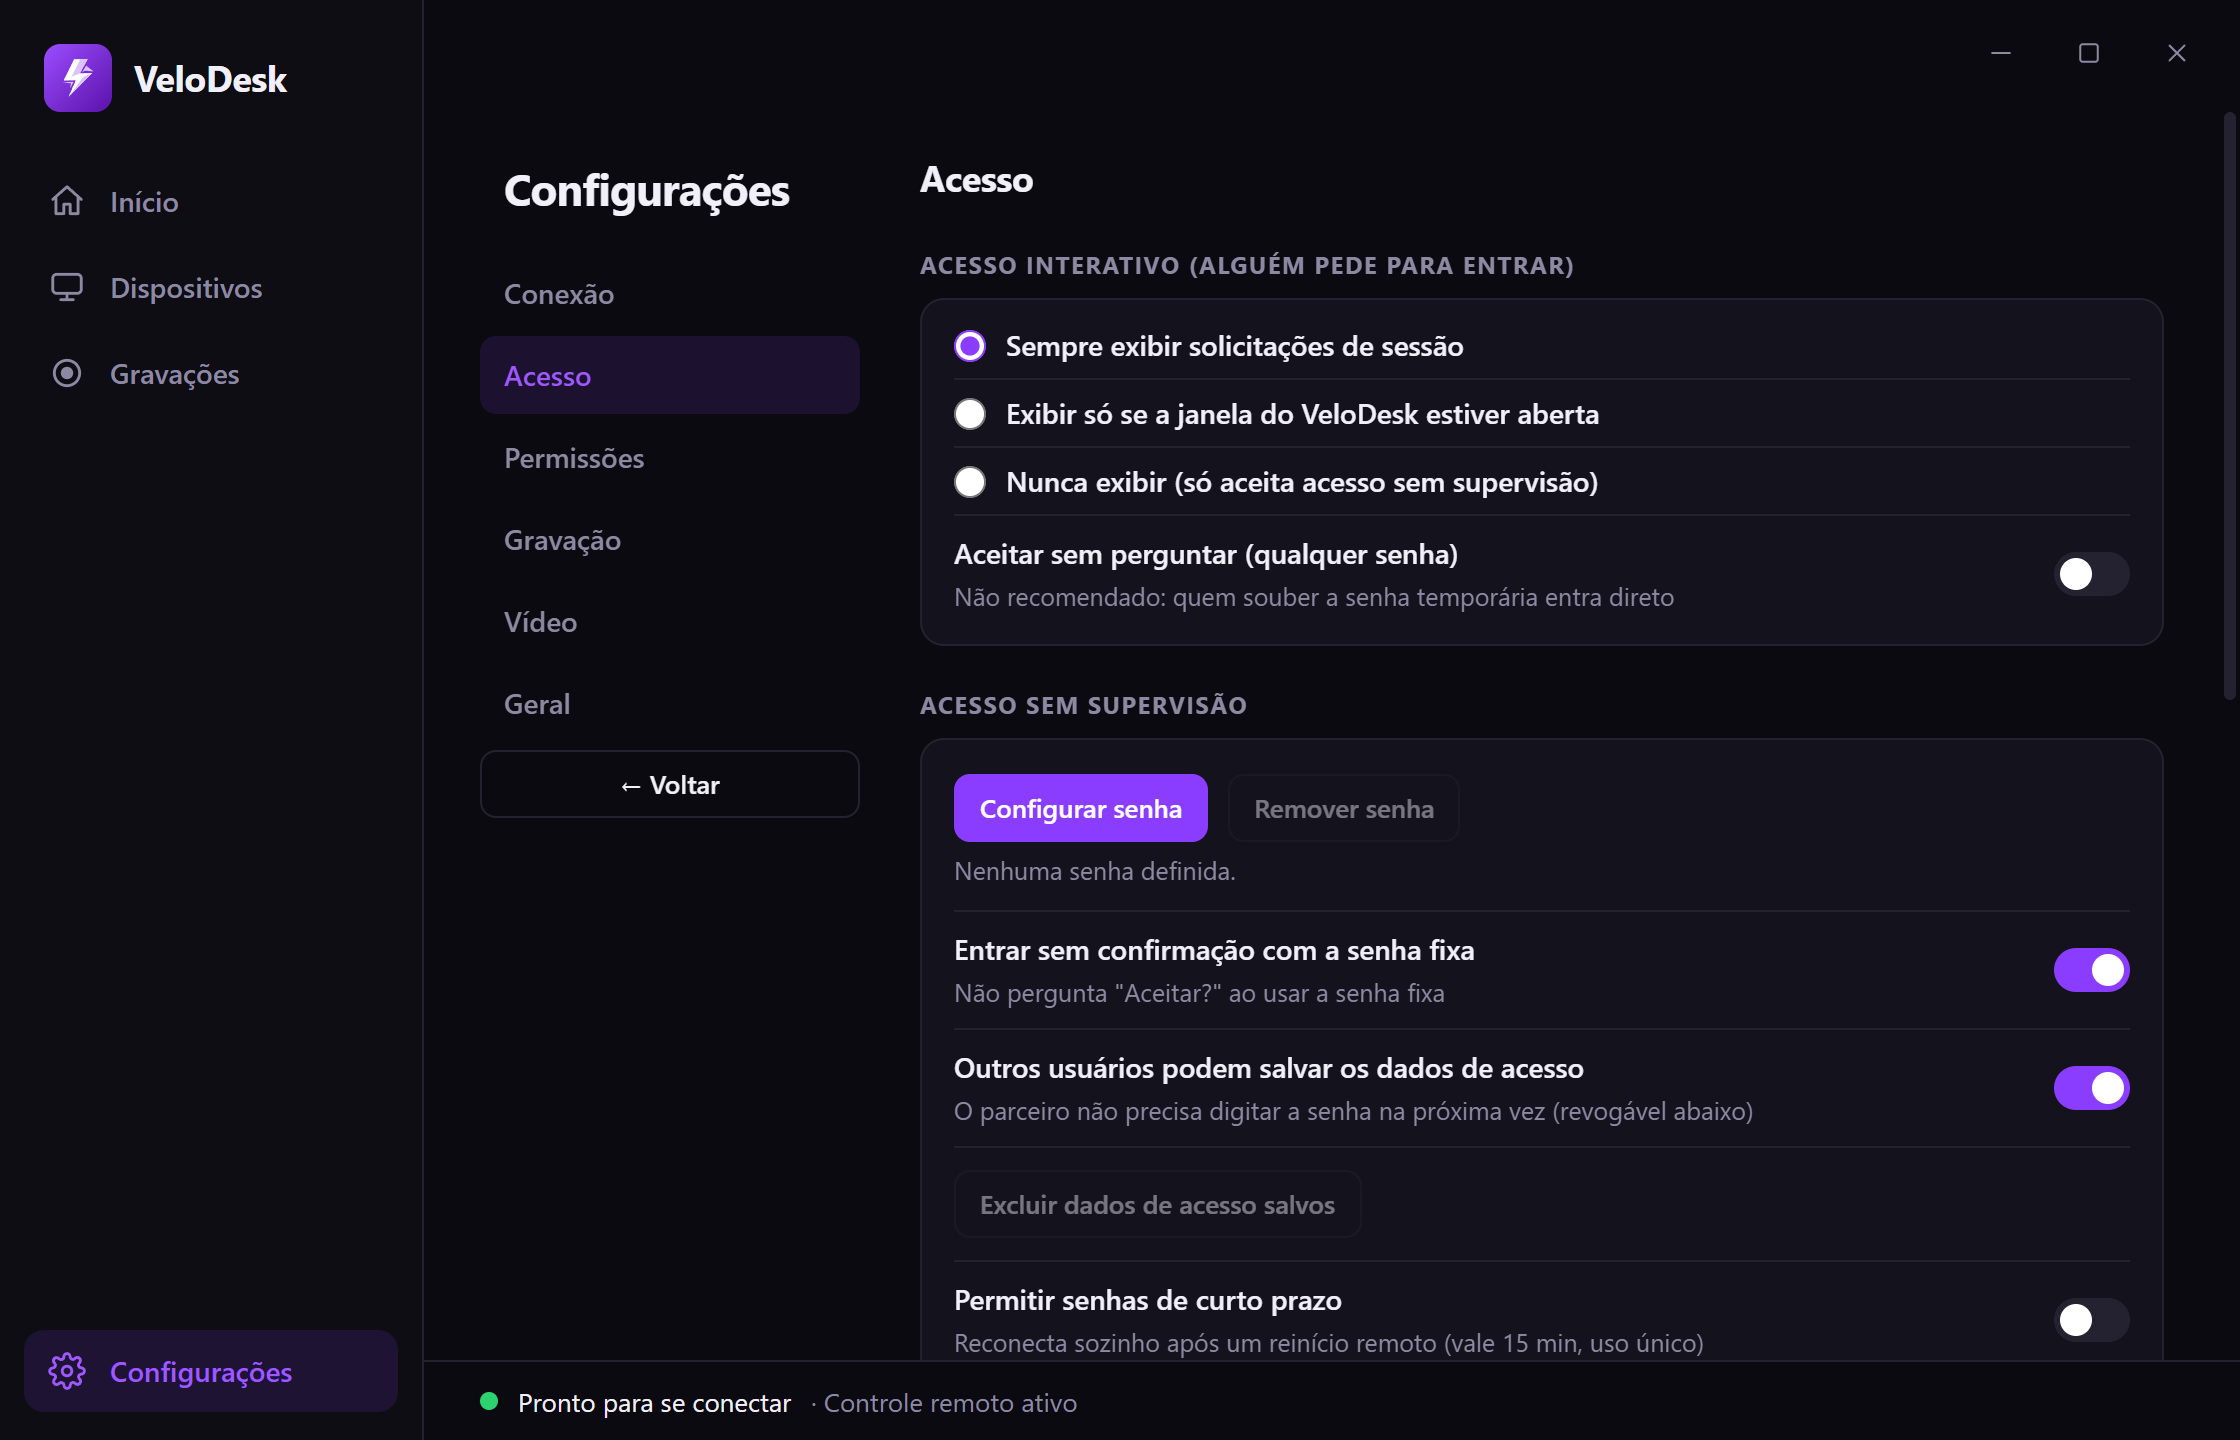 VeloDesk
Início
Dispositivos
Gravações
Configurações
Configurações
Conexão
Acesso
Permissões
Gravação
Vídeo
Geral
← Voltar
Acesso
ACESSO INTERATIVO (ALGUÉM PEDE PARA ENTRAR)
Sempre exibir solicitações de sessão
Exibir só se a janela do VeloDesk estiver aberta
Nunca exibir (só aceita acesso sem supervisão)
Aceitar sem perguntar (qualquer senha)
Não recomendado: quem souber a senha temporária entra direto
ACESSO SEM SUPERVISÃO
Configurar senha
Remover senha
Nenhuma senha definida.
Entrar sem confirmação com a senha fixa
Não pergunta "Aceitar?" ao usar a senha fixa
Outros usuários podem salvar os dados de acesso
O parceiro não precisa digitar a senha na próxima vez (revogável abaixo)
Excluir dados de acesso salvos
Permitir senhas de curto prazo
Reconecta sozinho após um reinício remoto (vale 15 min, uso único)
Pronto para se conectar · Controle remoto ativo